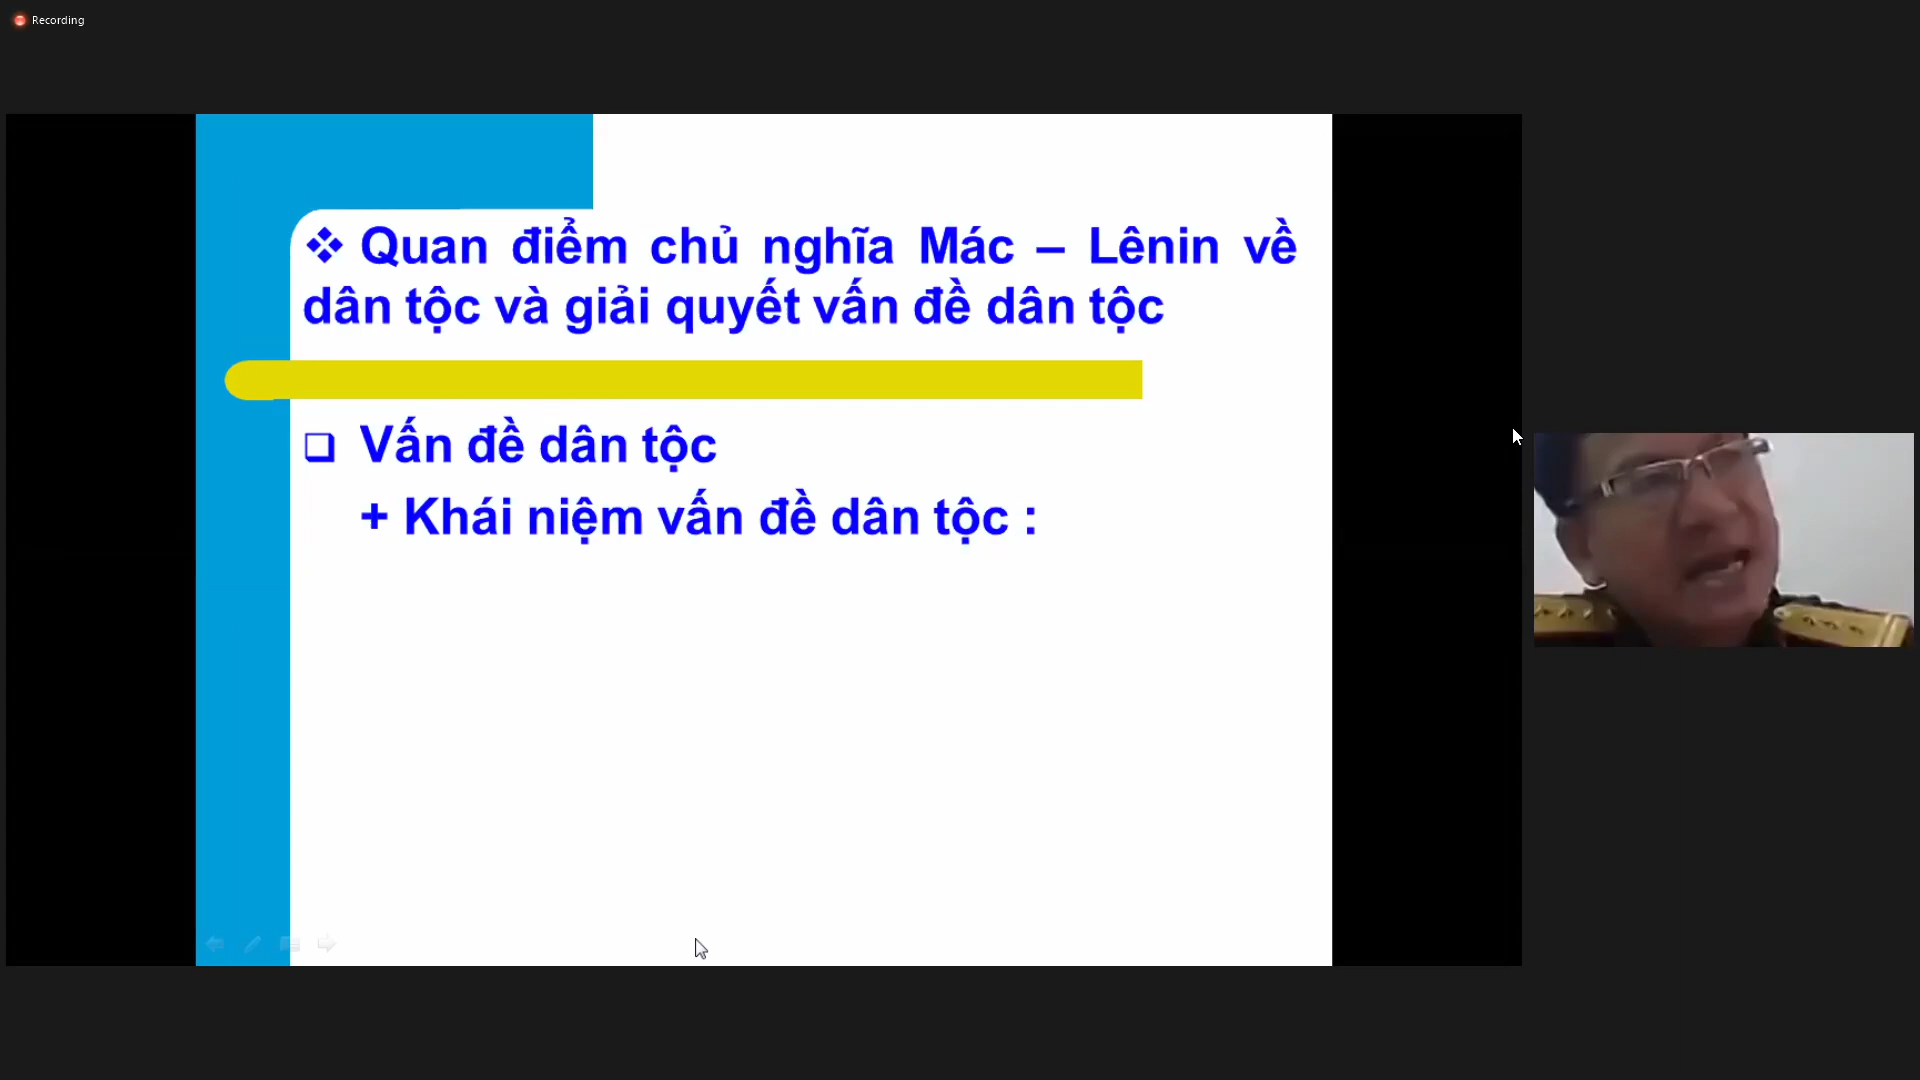 Recording
❖ Quan điểm chủ nghĩa Mác – Lênin về
dân tộc và giải quyết vấn đề dân tộc
❑ Vấn đề dân tộc
+ Khái niệm vấn đề dân tộc :